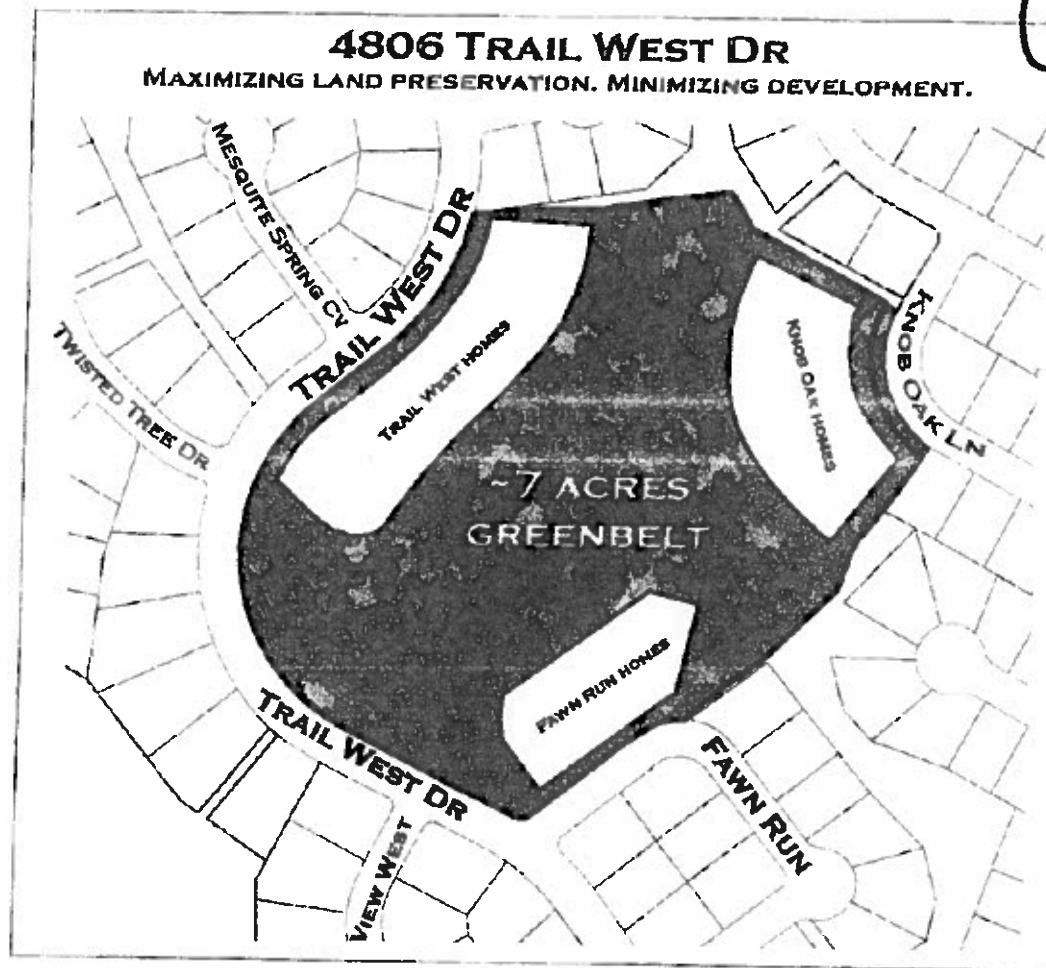 4806 TRAIL WEST DR
MAXIMIZING LAND PRESERVATION. MINIMIZING DEVELOPMENT.
MESQUITE SPRING CV
TRAIL WEST DR
TWISTED TREE DR
TRAIL WEST HOMES
KNOB OAK HOMES
KNOB OAK LN
~7 ACRES
GREENBELT
FAWN RUN HOMES
TRAIL WEST DR
FAWN RUN
VIEW WEST